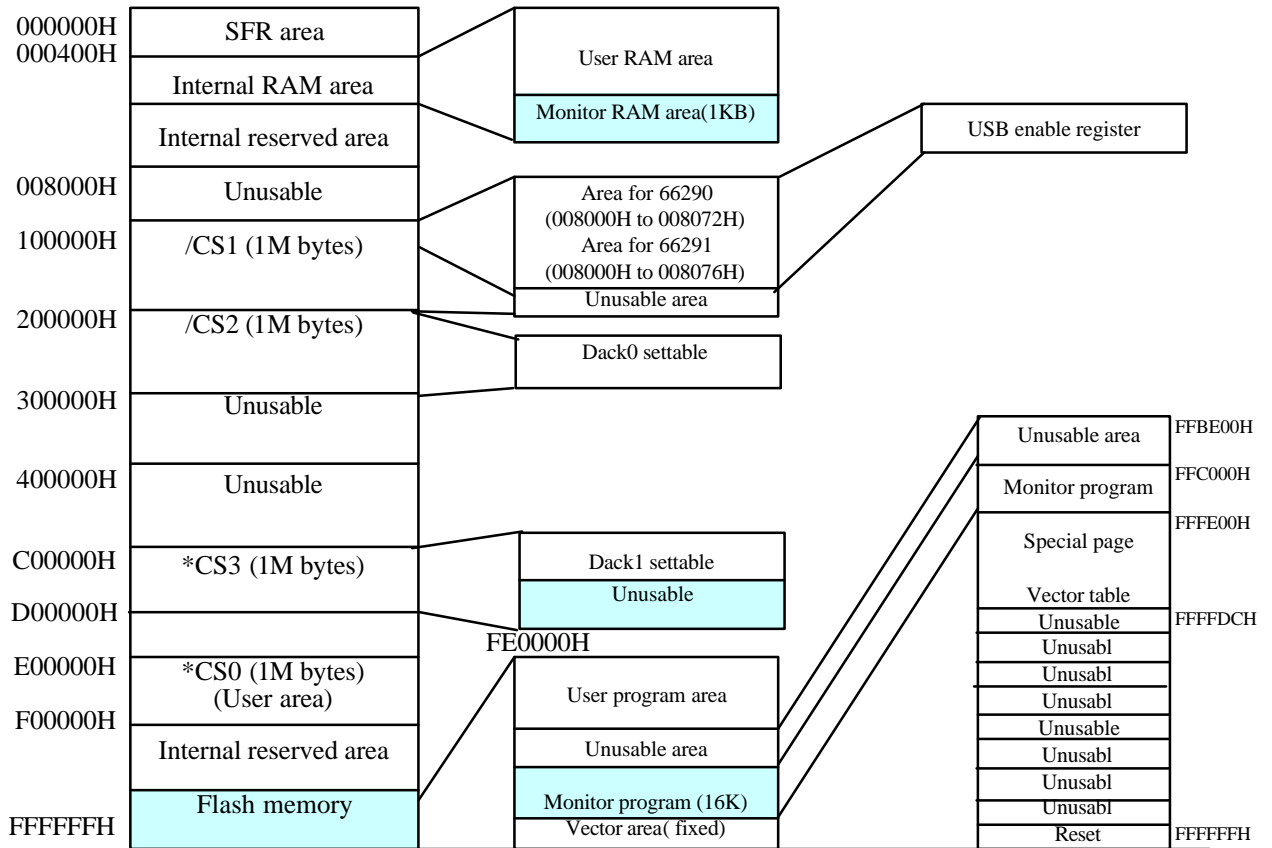 000000H
SFR area
000400H
Internal RAM area
Internal reserved area
008000H
Unusable
100000H
/CS1 (1M bytes)
200000H
/CS2 (1M bytes)
300000H
Unusable
400000H
Unusable
C00000H
*CS3 (1M bytes)
D00000H
E00000H
*CS0 (1M bytes)
(User area)
F00000H
Internal reserved area
Flash memory
FFFFFFH
User RAM area
Monitor RAM area(1KB)
Area for 66290
(008000H to 008072H)
Area for 66291
(008000H to 008076H)
Unusable area
Dack0 settable
Dack1 settable
Unusable
FE0000H
User program area
Unusable area
Monitor program (16K)
Vector area( fixed)
USB enable register
Unusable area
FFBE00H
Monitor program
FFC000H
Special page
FFFE00H
Vector table
Unusable
FFFFDCH
Unusabl
Unusabl
Unusabl
Unusable
Unusabl
Unusabl
Unusabl
Reset
FFFFFFH